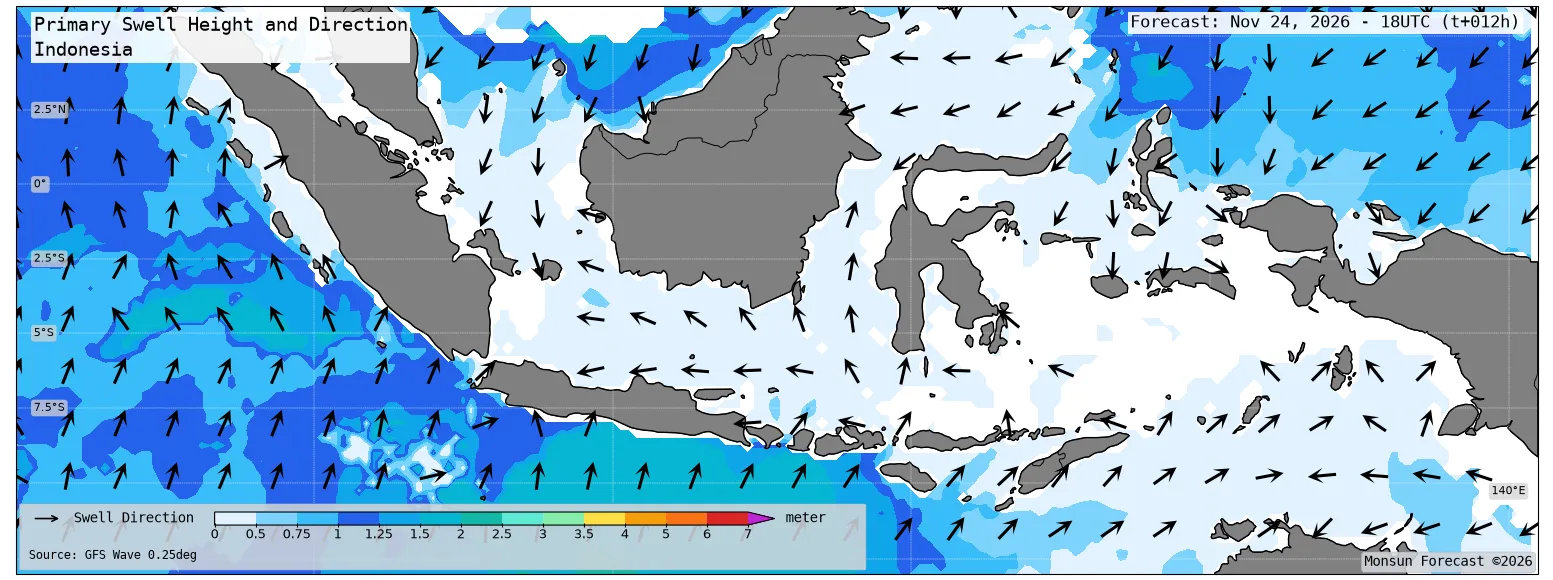 Primary Swell Height and Direction
Indonesia
Forecast: Nov 24, 2026 - 18UTC (t+012h)
2.5°N
0°
2.5°S
5°S
7.5°S
140°E
Swell Direction
0 0.5 0.75 1 1.25 1.5 2 2.5 3 3.5 4 5 6 7 meter
Source: GFS Wave 0.25deg
Monsun Forecast ©2026